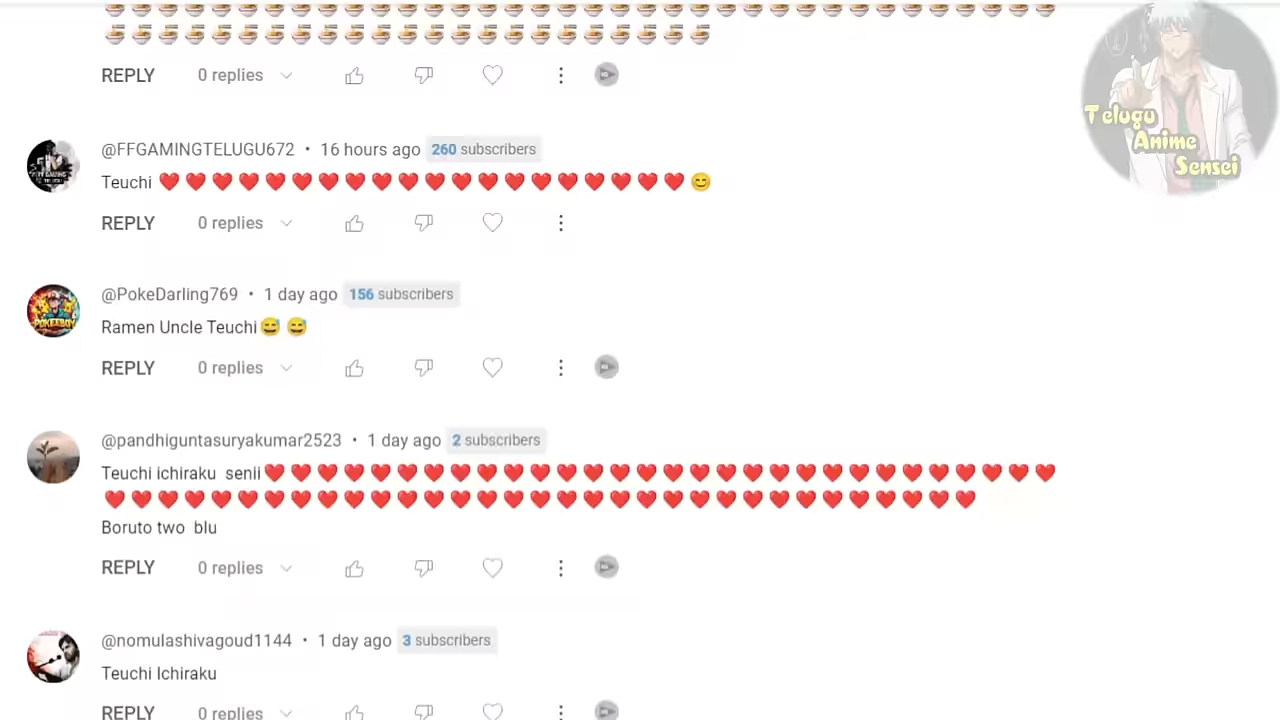 🍜🍜🍜🍜🍜🍜🍜🍜🍜🍜🍜🍜🍜🍜🍜🍜🍜🍜🍜🍜🍜🍜🍜🍜🍜🍜🍜🍜🍜🍜🍜🍜🍜🍜🍜🍜
🍜🍜🍜🍜🍜🍜🍜🍜🍜🍜🍜🍜🍜🍜🍜🍜🍜🍜🍜🍜🍜🍜🍜
REPLY 0 replies
@FFGAMINGTELUGU672 • 16 hours ago 260 subscribers
Teuchi ❤️❤️❤️❤️❤️❤️❤️❤️❤️❤️❤️❤️❤️❤️❤️❤️❤️❤️❤️❤️😊
REPLY 0 replies
@PokeDarling769 • 1 day ago 156 subscribers
Ramen Uncle Teuchi😅😅
REPLY 0 replies
@pandhiguntasuryakumar2523 • 1 day ago 2 subscribers
Teuchi ichiraku senii❤️❤️❤️❤️❤️❤️❤️❤️❤️❤️❤️❤️❤️❤️❤️❤️❤️❤️❤️❤️❤️❤️❤️❤️❤️❤️❤️❤️❤️❤️
❤️❤️❤️❤️❤️❤️❤️❤️❤️❤️❤️❤️❤️❤️❤️❤️❤️❤️❤️❤️❤️❤️❤️❤️❤️❤️❤️❤️❤️❤️❤️❤️❤️
Boruto two blu
REPLY 0 replies
@nomulashivagoud1144 • 1 day ago 3 subscribers
Teuchi Ichiraku
REPLY 0 replies
Telugu
Anime
Sensei